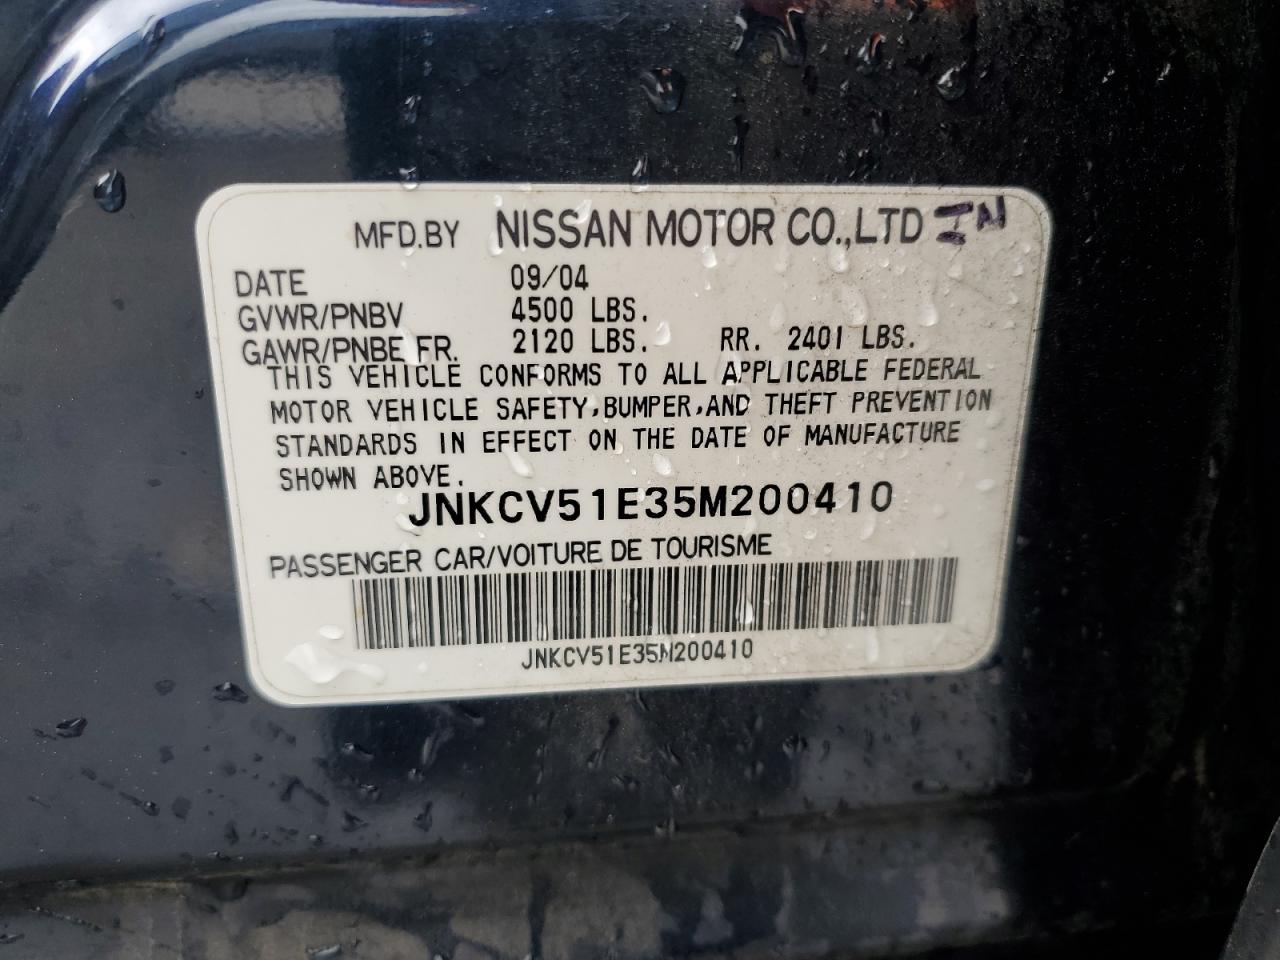 MFD.BY NISSAN MOTOR CO.,LTD IN
DATE 09/04
GVWR/PNBV 4500 LBS.
GAWR/PNBE FR. 2120 LBS. RR. 2401 LBS.
THIS VEHICLE CONFORMS TO ALL APPLICABLE FEDERAL
MOTOR VEHICLE SAFETY,BUMPER,AND THEFT PREVENTION
STANDARDS IN EFFECT ON THE DATE OF MANUFACTURE
SHOWN ABOVE.
JNKCV51E35M200410
PASSENGER CAR/VOITURE DE TOURISME
JNKCV51E35M200410